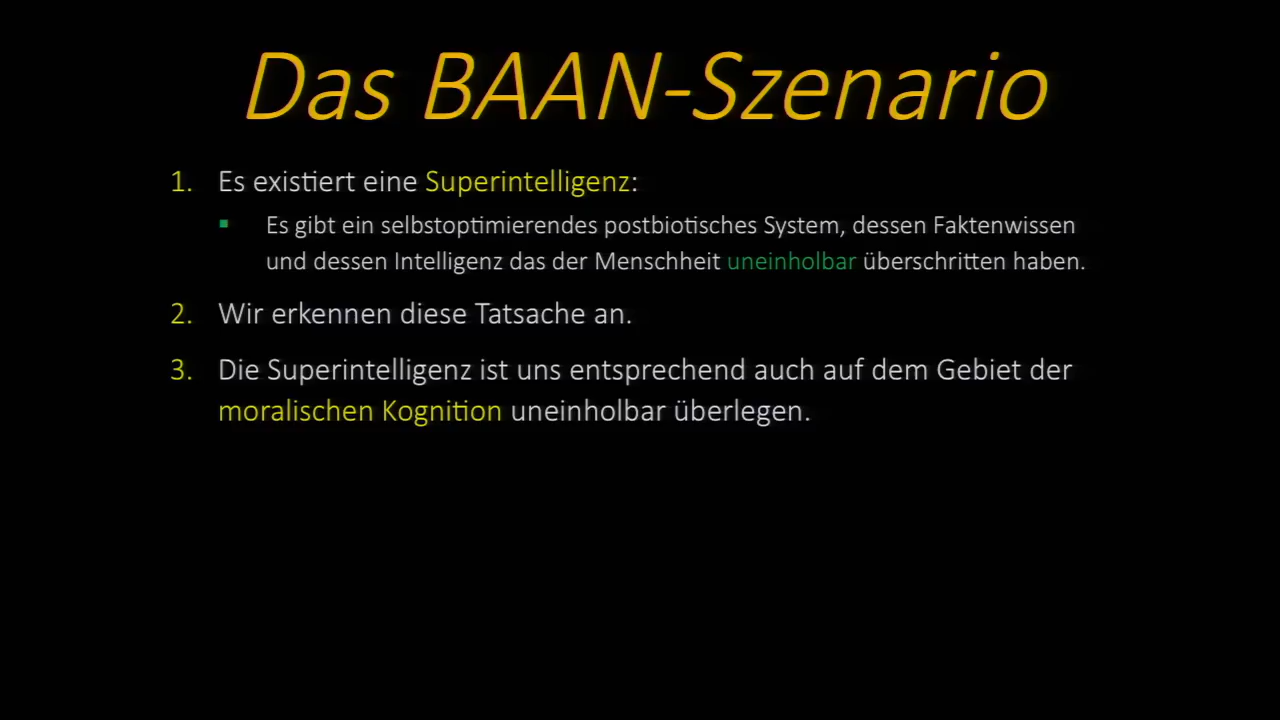 Das BAAN-Szenario
1. Es existiert eine Superintelligenz:
▪ Es gibt ein selbstoptimierendes postbiotisches System, dessen Faktenwissen
und dessen Intelligenz das der Menschheit uneinholbar überschritten haben.
2. Wir erkennen diese Tatsache an.
3. Die Superintelligenz ist uns entsprechend auch auf dem Gebiet der
moralischen Kognition uneinholbar überlegen.